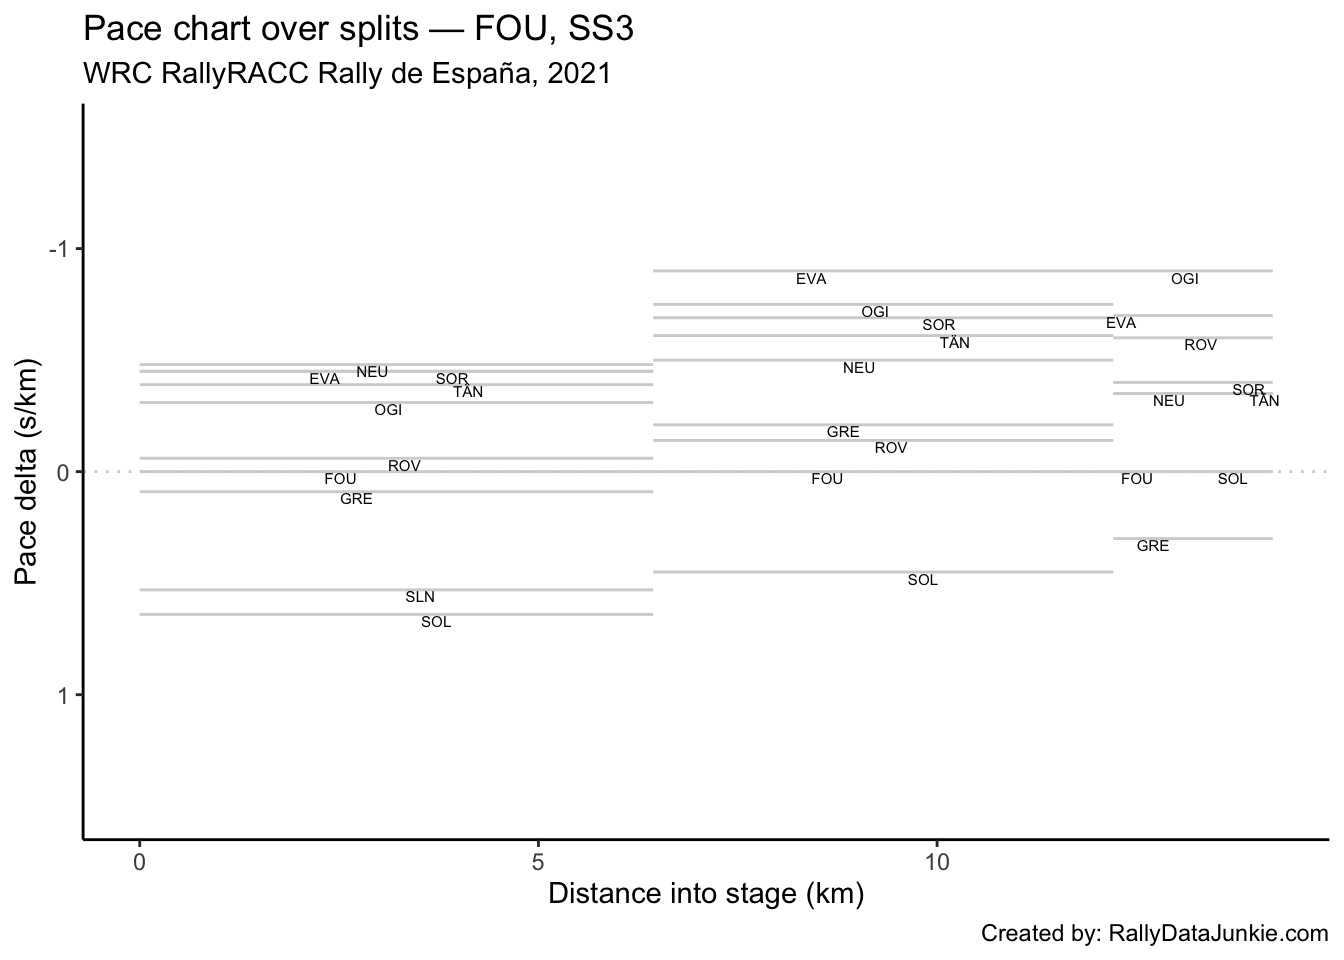 Pace chart over splits — FOU, SS3
WRC RallyRACC Rally de España, 2021
Pace delta (s/km)
-1
0
1
EVA
OGI
OGI
SOR
EVA
TÄN
ROV
NEU
NEU
EVA
SOR
TÄN
SOR
OGI
NEU
TÄN
GRE
ROV
ROV
FOU
FOU
FOU
SOL
GRE
GRE
SOL
SLN
SOL
0
5
10
Distance into stage (km)
Created by: RallyDataJunkie.com